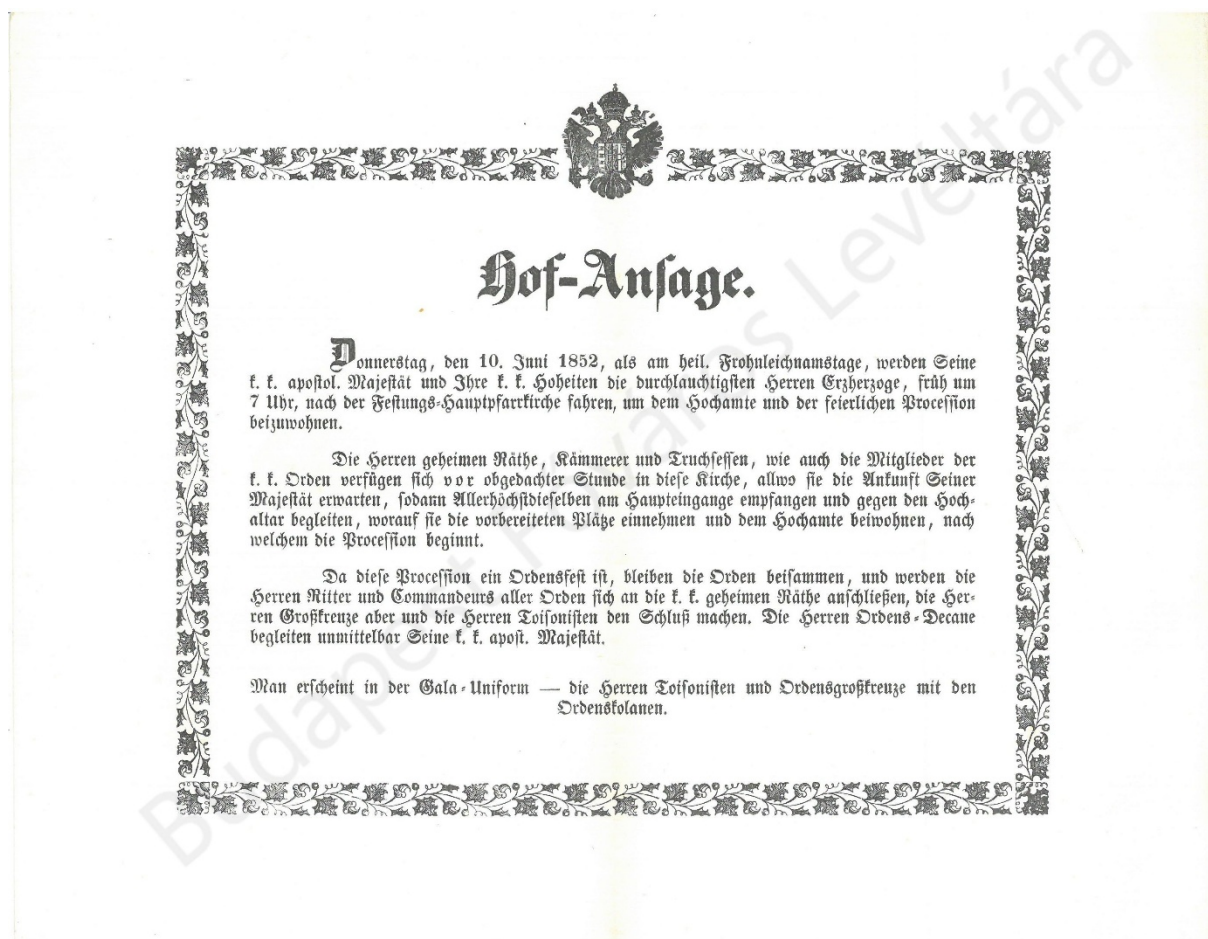 Hof-Ansage.
Donnerstag, den 10. Juni 1852, als am heil. Frohnleichnamstage, werden Seine
k. k. apostol. Majestät und Ihre k. k. Hoheiten die durchlauchtigsten Herren Erzherzoge, früh um
7 Uhr, nach der Festungs-Hauptpfarrkirche fahren, um dem Hochamte und der feierlichen Procession
beizuwohnen.
Die Herren geheimen Räthe, Kämmerer und Truchsessen, wie auch die Mitglieder der
k. k. Orden verfügen sich vor obgedachter Stunde in diese Kirche, allwo sie die Ankunft Seiner
Majestät erwarten, sodann Allerhöchstdieselben am Haupteingange empfangen und gegen den Hoch-
altar begleiten, worauf sie die vorbereiteten Plätze einnehmen und dem Hochamte beiwohnen, nach
welchem die Procession beginnt.
Da diese Procession ein Ordensfest ist, bleiben die Orden beisammen, und werden die
Herren Ritter und Commandeurs aller Orden sich an die k. k. geheimen Räthe anschließen, die Her-
ren Großkreuze aber und die Herren Toisonisten den Schluß machen. Die Herren Ordens-Decane
begleiten unmittelbar Seine k. k. apost. Majestät.
Man erscheint in der Gala-Uniform — die Herren Toisonisten und Ordensgroßkreuze mit den
Ordenskolanen.
Budapest Főváros Levéltára